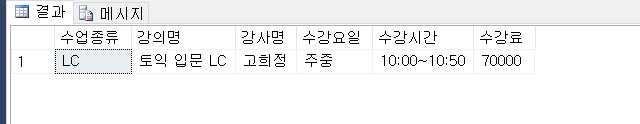 결과 메시지
수업종류 강의명 강사명 수강요일 수강시간 수강료
1 LC 토익 입문 LC 고희정 주중 10:00~10:50 70000